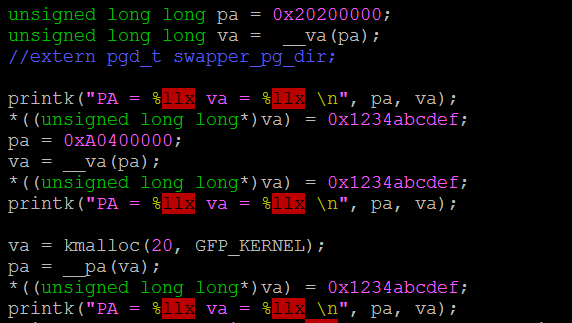 unsigned long long pa = 0x20200000;
unsigned long long va =  __va(pa);
//extern pgd_t swapper_pg_dir;
printk("PA = %llx va = %llx \n", pa, va);
*((unsigned long long*)va) = 0x1234abcdef;
pa = 0xA0400000;
va = __va(pa);
*((unsigned long long*)va) = 0x1234abcdef;
printk("PA = %llx va = %llx \n", pa, va);
va = kmalloc(20, GFP_KERNEL);
pa = __pa(va);
*((unsigned long long*)va) = 0x1234abcdef;
printk("PA = %llx va = %llx \n", pa, va);